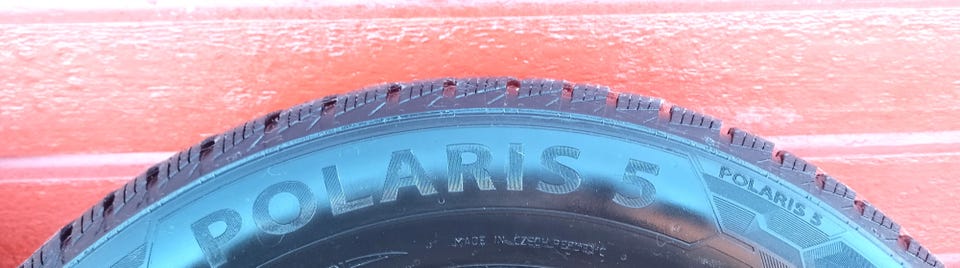 POLARIS 5
POLARIS 5
MADE IN CZECH REPUBLIC